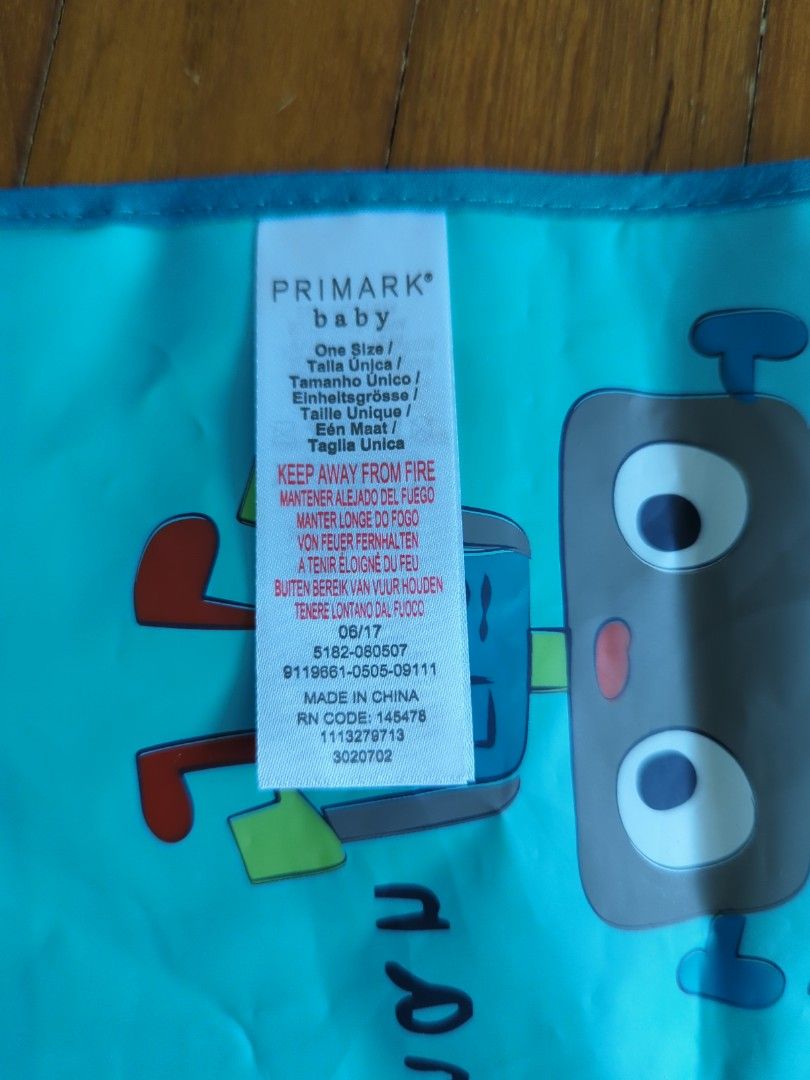 PRIMARK®
baby
One Size /
Talla Única /
Tamanho Único /
Einheitsgrösse /
Taille Unique /
Eén Maat /
Taglia Unica
KEEP AWAY FROM FIRE
MANTENER ALEJADO DEL FUEGO
MANTER LONGE DO FOGO
VON FEUER FERNHALTEN
A TENIR ÉLOIGNÉ DU FEU
BUITEN BEREIK VAN VUUR HOUDEN
TENERE LONTANO DAL FUOCO
06/17
5182-080507
9119661-0505-09111
MADE IN CHINA
RN CODE: 145478
1113279713
3020702